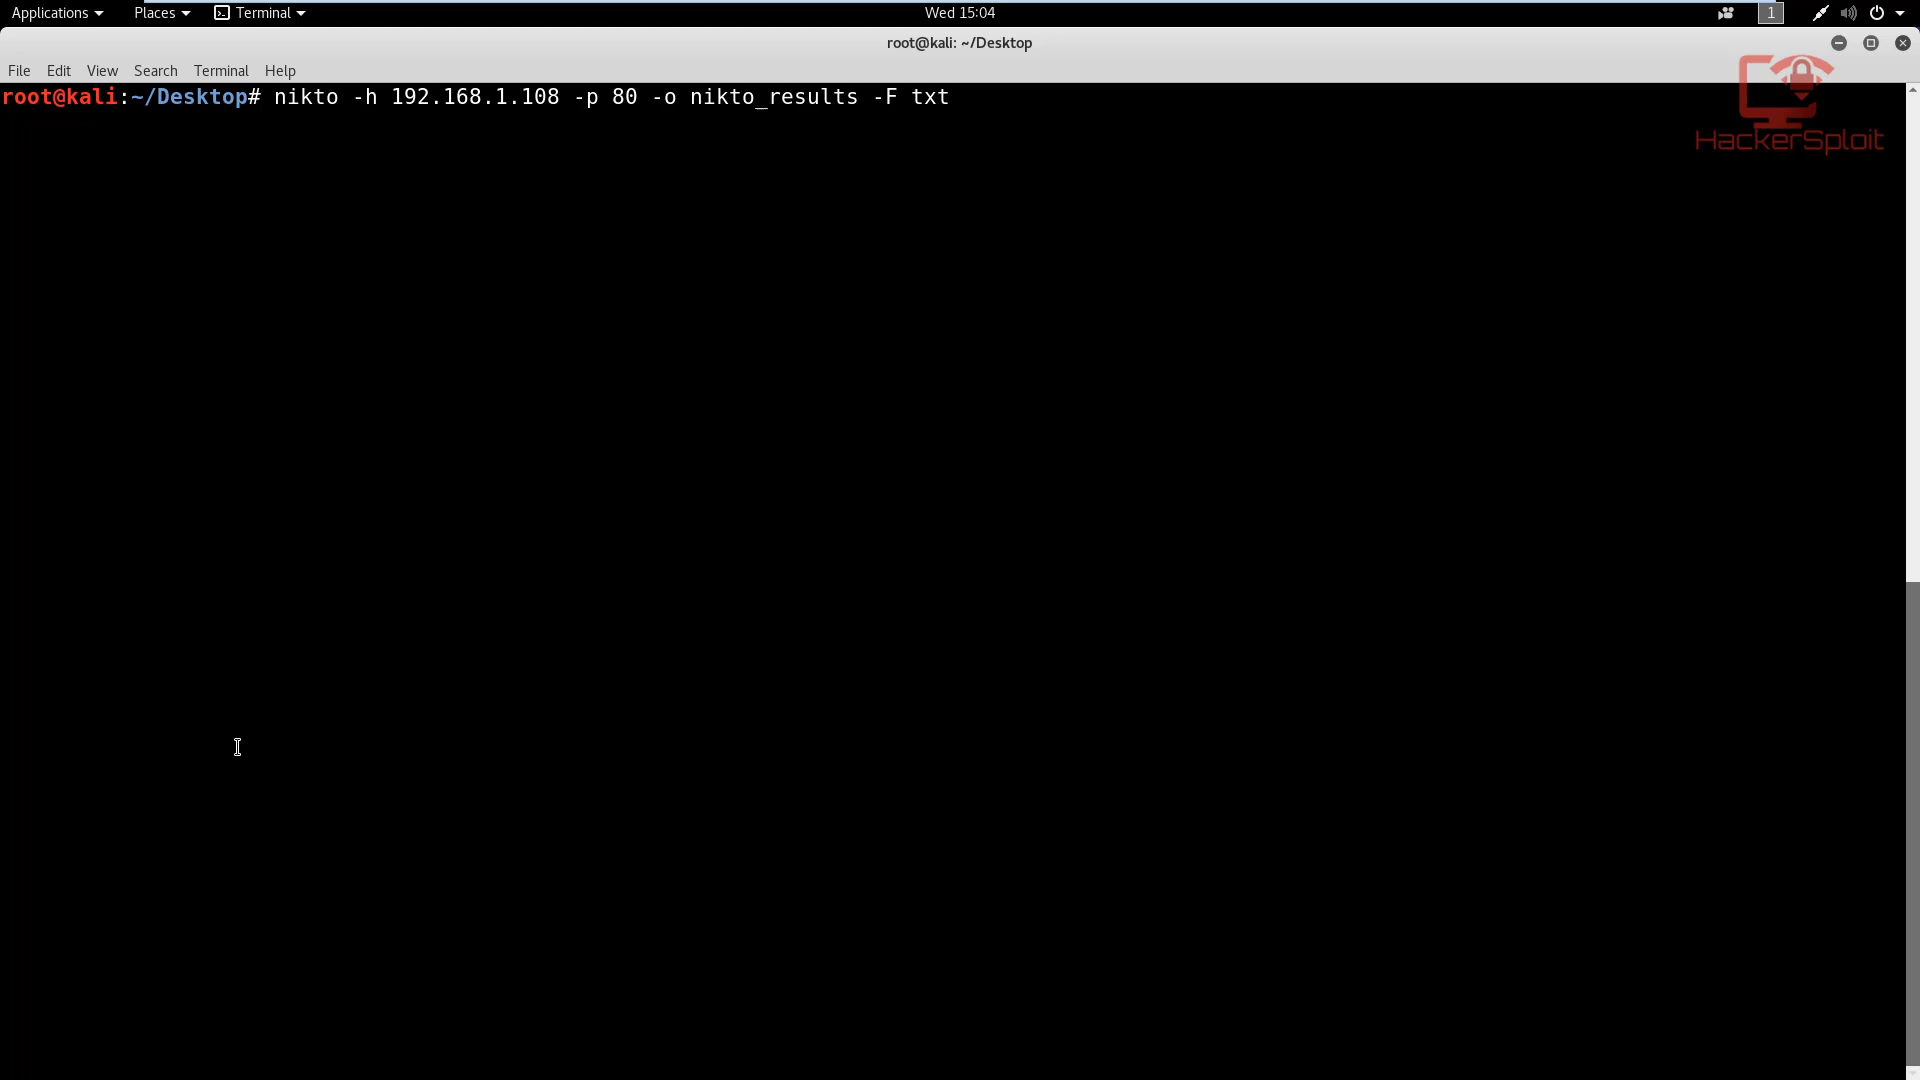 Applications Places Terminal Wed 15:04 1
root@kali: ~/Desktop
File Edit View Search Terminal Help
root@kali:~/Desktop# nikto -h 192.168.1.108 -p 80 -o nikto_results -F txt
HackerSploit